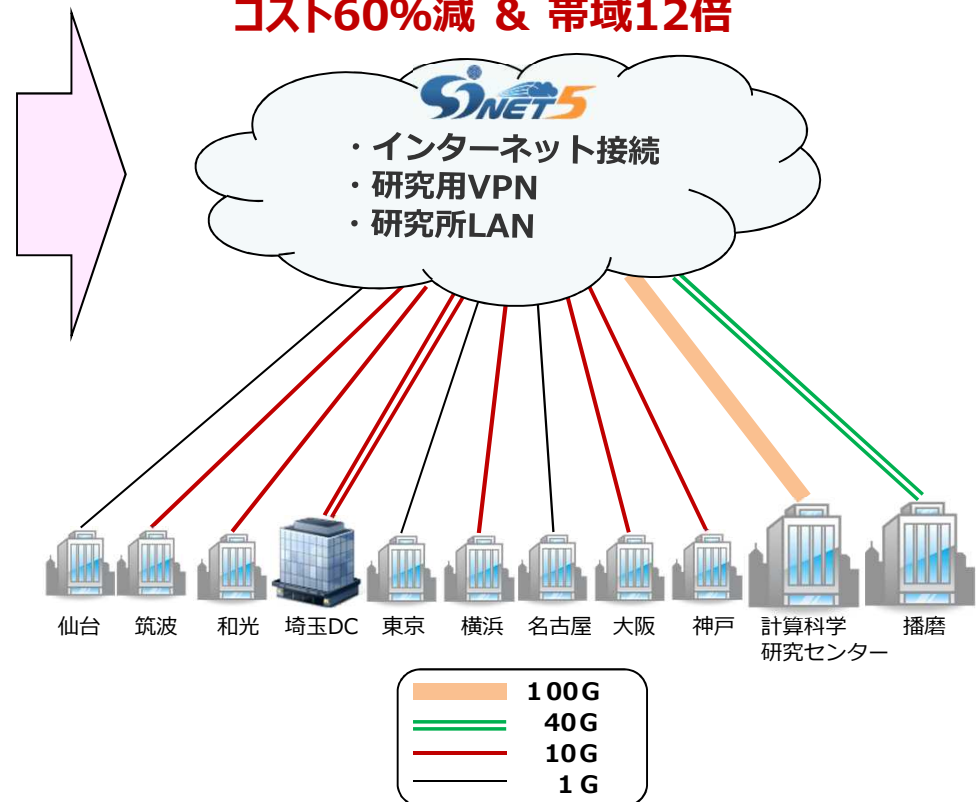 コスト60%減 & 帯域12倍
SINET5
・インターネット接続
・研究用VPN
・研究所LAN
仙台 筑波 和光 埼玉DC 東京 横浜 名古屋 大阪 神戸 計算科学 播磨
研究センター
100G
40G
10G
1G